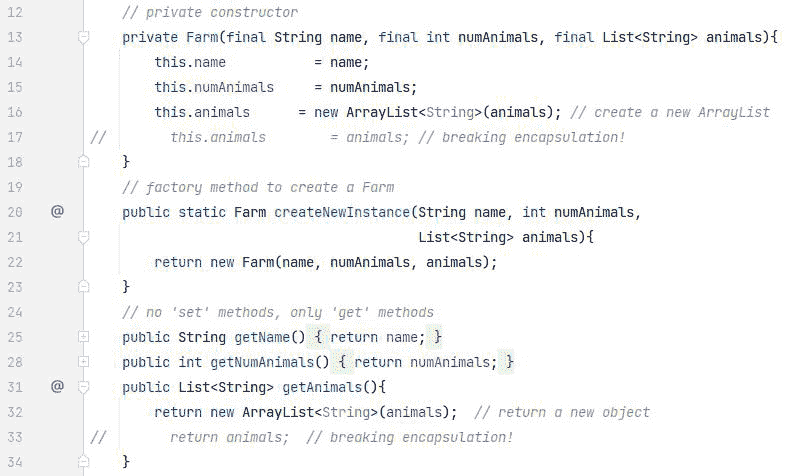 12 // private constructor
13 private Farm(final String name, final int numAnimals, final List<String> animals){
14 this.name = name;
15 this.numAnimals = numAnimals;
16 this.animals = new ArrayList<String>(animals); // create a new ArrayList
17 // this.animals = animals; // breaking encapsulation!
18 }
19 // factory method to create a Farm
20 @ public static Farm createNewInstance(String name, int numAnimals,
21 List<String> animals){
22 return new Farm(name, numAnimals, animals);
23 }
24 // no 'set' methods, only 'get' methods
25 public String getName() { return name; }
28 public int getNumAnimals() { return numAnimals; }
31 @ public List<String> getAnimals(){
32 return new ArrayList<String>(animals); // return a new object
33 // return animals; // breaking encapsulation!
34 }